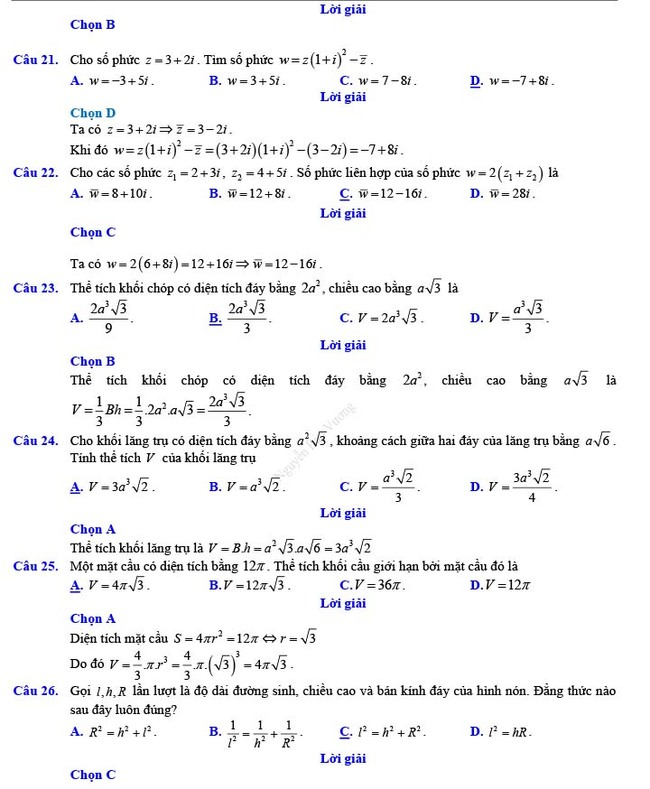 Lời giải
Chọn B
Câu 21. Cho số phức z = 3 + 2i . Tìm số phức w = z(1+i)² − z̅ .
A. w = −3 + 5i . B. w = 3 + 5i . C. w = 7 − 8i . D. w = −7 + 8i .
Lời giải
Chọn D
Ta có z = 3 + 2i ⇒ z̅ = 3 − 2i .
Khi đó w = z(1+i)² − z̅ = (3+2i)(1+i)² − (3−2i) = −7 + 8i .
Câu 22. Cho các số phức z₁ = 2 + 3i , z₂ = 4 + 5i . Số phức liên hợp của số phức w = 2(z₁ + z₂) là
A. w̅ = 8 + 10i . B. w̅ = 12 + 8i . C. w̅ = 12 − 16i . D. w̅ = 28i .
Lời giải
Chọn C
Ta có w = 2(6 + 8i) = 12 + 16i ⇒ w̅ = 12 − 16i .
Câu 23. Thể tích khối chóp có diện tích đáy bằng 2a² , chiều cao bằng a√3 là
A. 2a³√3/9 . B. 2a³√3/3 . C. V = 2a³√3 . D. V = a³√3/3 .
Lời giải
Chọn B
Thể tích khối chóp có diện tích đáy bằng 2a² , chiều cao bằng a√3 là
V = 1/3 Bh = 1/3 .2a².a√3 = 2a³√3/3 .
Câu 24. Cho khối lăng trụ có diện tích đáy bằng a²√3 , khoảng cách giữa hai đáy của lăng trụ bằng a√6 .
Tính thể tích V của khối lăng trụ
A. V = 3a³√2 . B. V = a³√2 . C. V = a³√2/3 . D. V = 3a³√2/4 .
Lời giải
Chọn A
Thể tích khối lăng trụ là V = B.h = a²√3.a√6 = 3a³√2
Câu 25. Một mặt cầu có diện tích bằng 12π . Thể tích khối cầu giới hạn bởi mặt cầu đó là
A. V = 4π√3 . B. V = 12π√3 . C. V = 36π . D. V = 12π
Lời giải
Chọn A
Diện tích mặt cầu S = 4πr² = 12π ⇔ r = √3
Do đó V = 4/3 .π.r³ = 4/3 .π.(√3)³ = 4π√3 .
Câu 26. Gọi l, h, R lần lượt là độ dài đường sinh, chiều cao và bán kính đáy của hình nón. Đẳng thức nào
sau đây luôn đúng?
A. R² = h² + l² . B. 1/l² = 1/h² + 1/R² . C. l² = h² + R² . D. l² = hR .
Lời giải
Chọn C